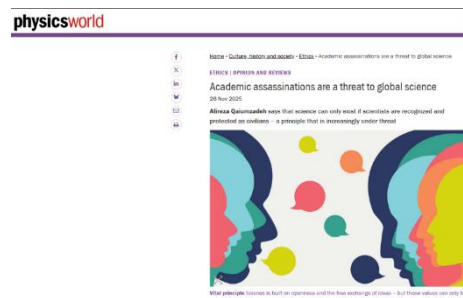 physicsworld
Home • Culture, history and society • Ethics • Academic assassinations are a threat to global science
ETHICS | OPINION AND REVIEWS
Academic assassinations are a threat to global science
26 Nov 2025
Alireza Qaiumzadeh says that science can only exist if scientists are recognized and
protected as civilians – a principle that is increasingly under threat
Vital principle Science is built on openness and the free exchange of ideas – but those values can only